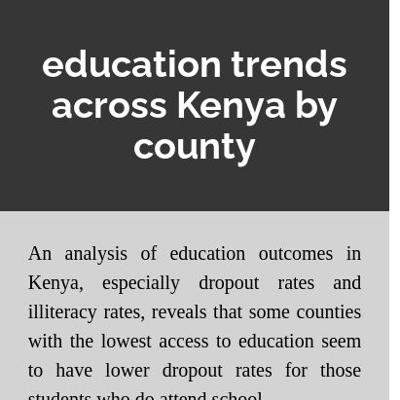 education trends
across Kenya by
county
An analysis of education outcomes in
Kenya, especially dropout rates and
illiteracy rates, reveals that some counties
with the lowest access to education seem
to have lower dropout rates for those
students who do attend school